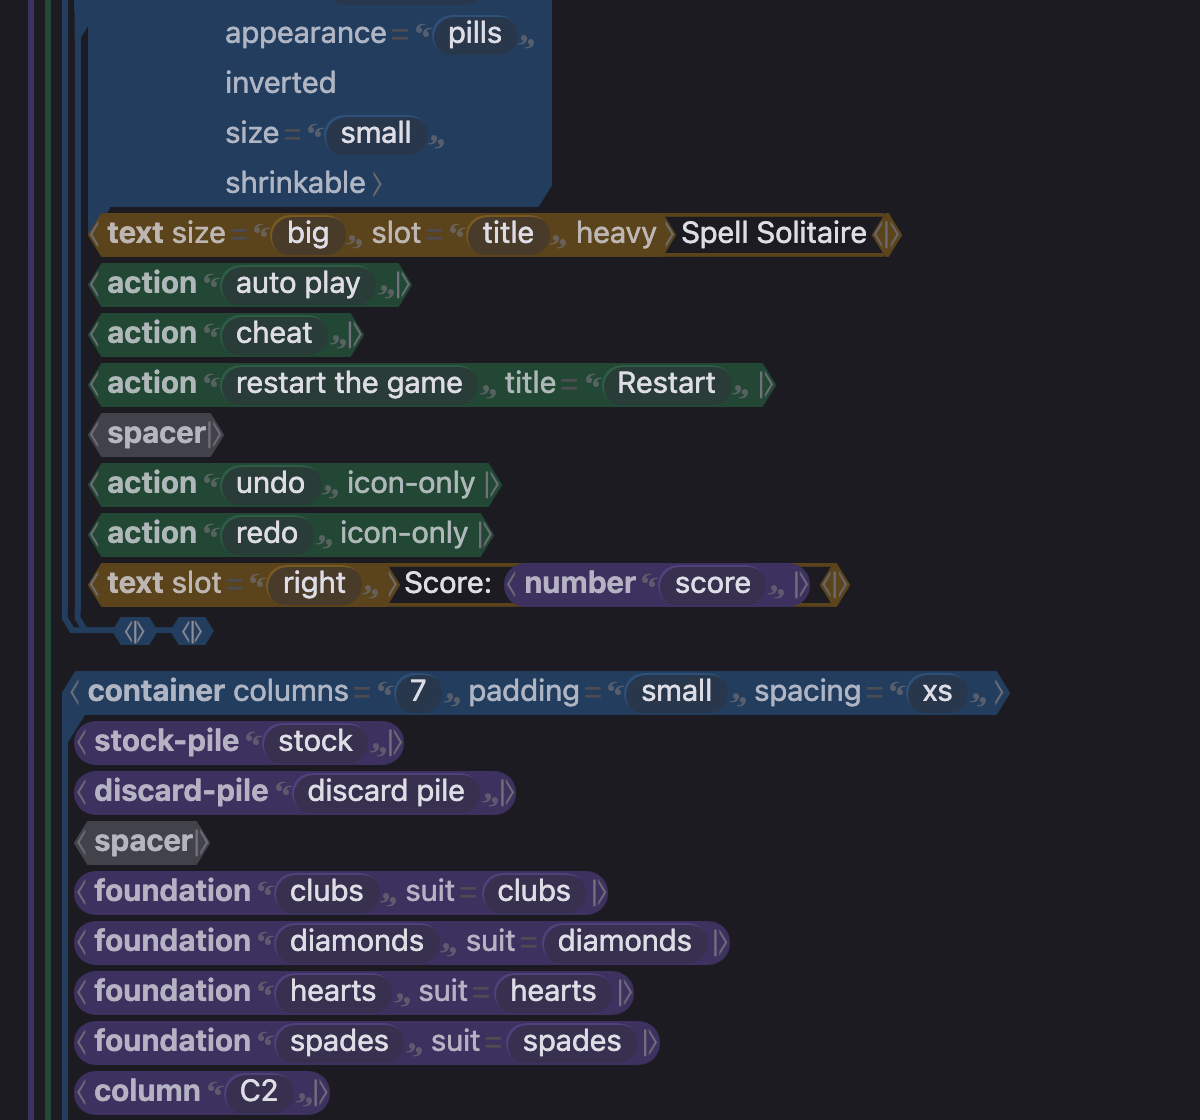 appearance=“pills”
inverted
size=“small”
shrinkable⟩
⟨text size=“big”, slot=“title”, heavy⟩Spell Solitaire⟨|⟩
⟨action “auto play”|⟩
⟨action “cheat”|⟩
⟨action “restart the game”, title=“Restart”|⟩
⟨spacer|⟩
⟨action “undo”, icon-only|⟩
⟨action “redo”, icon-only|⟩
⟨text slot=“right”⟩Score: ⟨number “score”|⟩⟨|⟩
⟨|⟩ ⟨|⟩
⟨container columns=“7”, padding=“small”, spacing=“xs”⟩
⟨stock-pile “stock”|⟩
⟨discard-pile “discard pile”|⟩
⟨spacer|⟩
⟨foundation “clubs”, suit=clubs|⟩
⟨foundation “diamonds”, suit=diamonds|⟩
⟨foundation “hearts”, suit=hearts|⟩
⟨foundation “spades”, suit=spades|⟩
⟨column “C2”|⟩